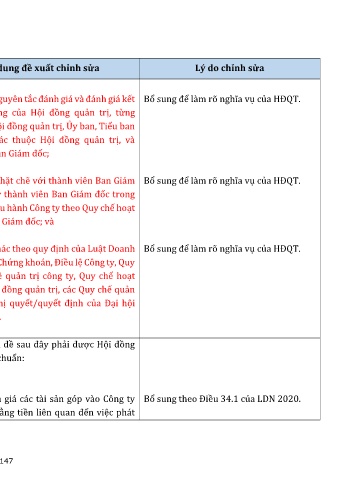 dung đề xuất chỉnh sửa
Lý do chỉnh sửa
nguyên tắc đánh giá và đánh giá kết
ng của Hội đồng quản trị, từng
ội đồng quản trị, Ủy ban, Tiểu ban
ác thuộc Hội đồng quản trị, và
n Giám đốc;
Bổ sung để làm rõ nghĩa vụ của HĐQT.
hặt chẽ với thành viên Ban Giám
thành viên Ban Giám đốc trong
u hành Công ty theo Quy chế hoạt
Giám đốc; và
Bổ sung để làm rõ nghĩa vụ của HĐQT.
ác theo quy định của Luật Doanh
Chứng khoán, Điều lệ Công ty, Quy
ề quản trị công ty, Quy chế hoạt
đồng quản trị, các Quy chế quản
hị quyết/quyết định của Đại hội
Bổ sung để làm rõ nghĩa vụ của HĐQT.
đề sau đây phải được Hội đồng
chuẩn:
giá các tài sản góp vào Công ty
ằng tiền liên quan đến việc phát
Bổ sung theo Điều 34.1 của LDN 2020.
147